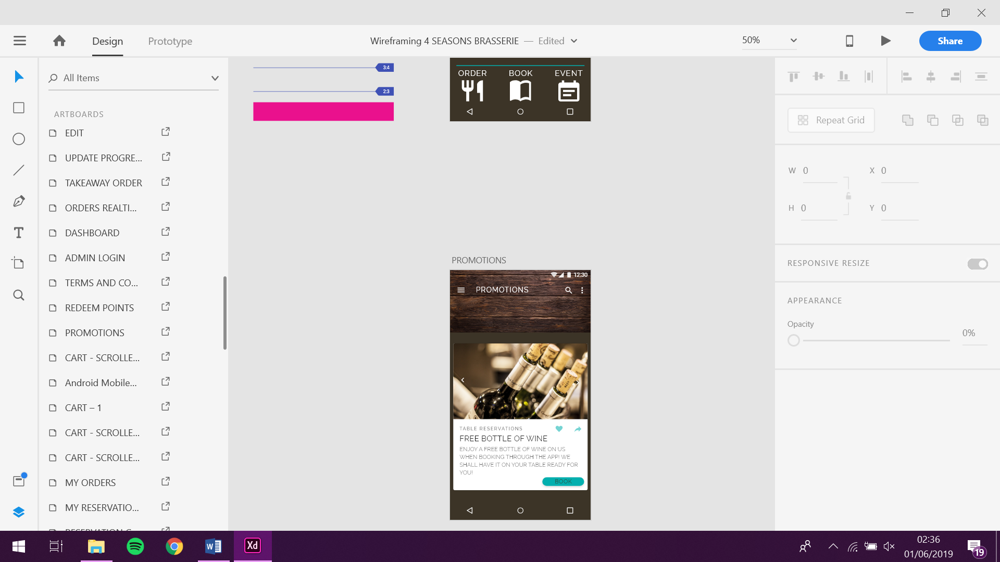 Design
Prototype
Wireframing 4 SEASONS BRASSERIE — Edited
50%
Share
All Items
ARTBOARDS
EDIT
UPDATE PROGRE...
TAKEAWAY ORDER
ORDERS REALTI...
DASHBOARD
ADMIN LOGIN
TERMS AND CO...
REDEEM POINTS
PROMOTIONS
CART - SCROLLE...
Android Mobile...
CART – 1
CART - SCROLLE...
CART - SCROLLE...
MY ORDERS
MY RESERVATIO...
3:4
2:3
ORDER BOOK EVENT
PROMOTIONS
12:30
PROMOTIONS
TABLE RESERVATIONS
FREE BOTTLE OF WINE
ENJOY A FREE BOTTLE OF WINE ON US
WHEN BOOKING THROUGH THE APP! WE
SHALL HAVE IT ON YOUR TABLE READY FOR
YOU!
BOOK
Repeat Grid
W 0 X 0
H 0 Y 0
RESPONSIVE RESIZE
APPEARANCE
Opacity
0%
W
Xd
02:36
01/06/2019
19